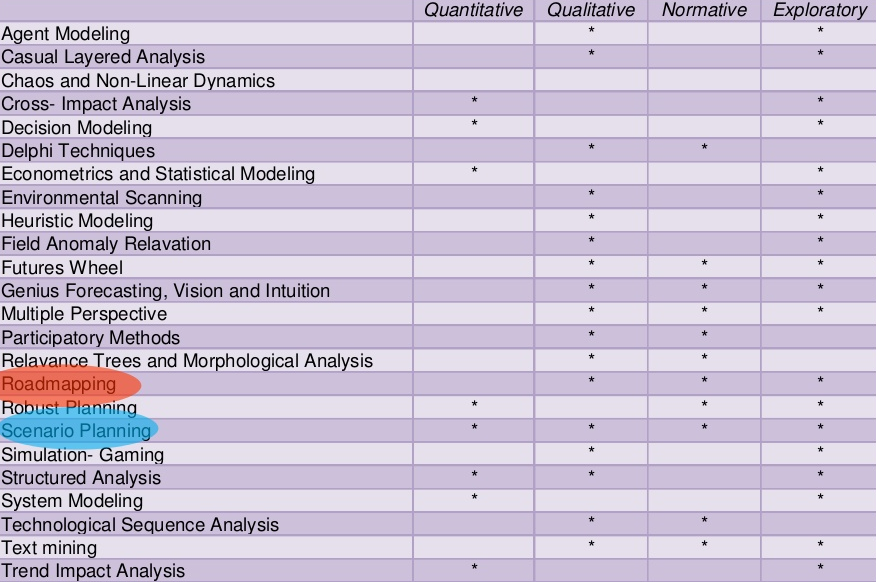 Quantitative Qualitative Normative Exploratory
Agent Modeling * *
Casual Layered Analysis * *
Chaos and Non-Linear Dynamics
Cross- Impact Analysis * *
Decision Modeling * *
Delphi Techniques * *
Econometrics and Statistical Modeling * *
Environmental Scanning * *
Heuristic Modeling * *
Field Anomaly Relavation * *
Futures Wheel * * *
Genius Forecasting, Vision and Intuition * * *
Multiple Perspective * * *
Participatory Methods * *
Relavance Trees and Morphological Analysis * *
Roadmapping * * *
Robust Planning * * *
Scenario Planning * * * *
Simulation- Gaming * *
Structured Analysis * * *
System Modeling * *
Technological Sequence Analysis * *
Text mining * * *
Trend Impact Analysis * *